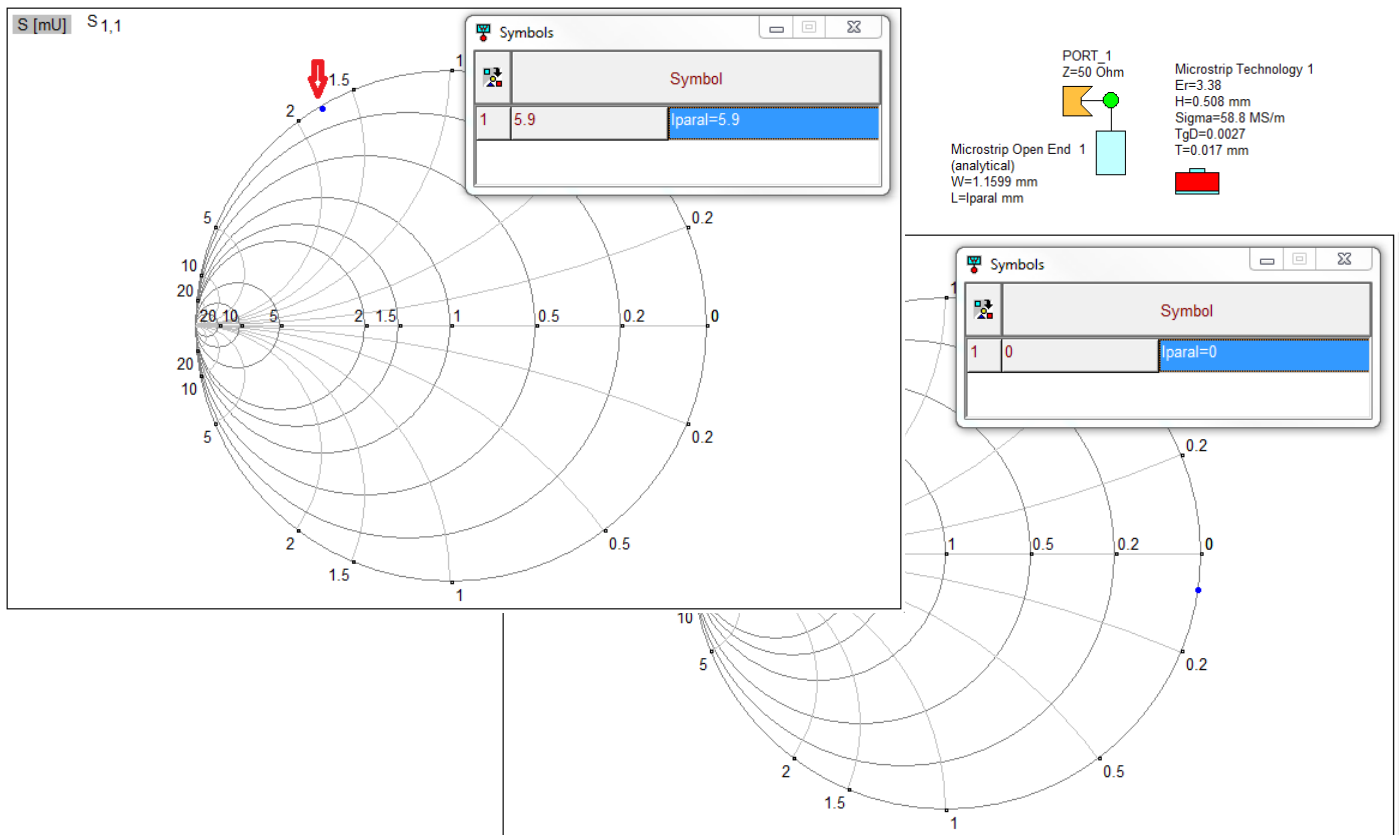 S [mU] S1,1
Symbols
Symbol
1 5.9 lparal=5.9
1
1.5
2
5
10
20
0.2
20 10 5 2 1.5 1 0.5 0.2 0
20
10
5
2
1.5
1
0.5
0.2
PORT_1
Z=50 Ohm
Microstrip Open End 1
(analytical)
W=1.1599 mm
L=lparal mm
Microstrip Technology 1
Er=3.38
H=0.508 mm
Sigma=58.8 MS/m
TgD=0.0027
T=0.017 mm
Symbols
Symbol
1 0 lparal=0
1
0.2
1 0.5 0.2 0
10
5
2
1.5
1
0.5
0.2